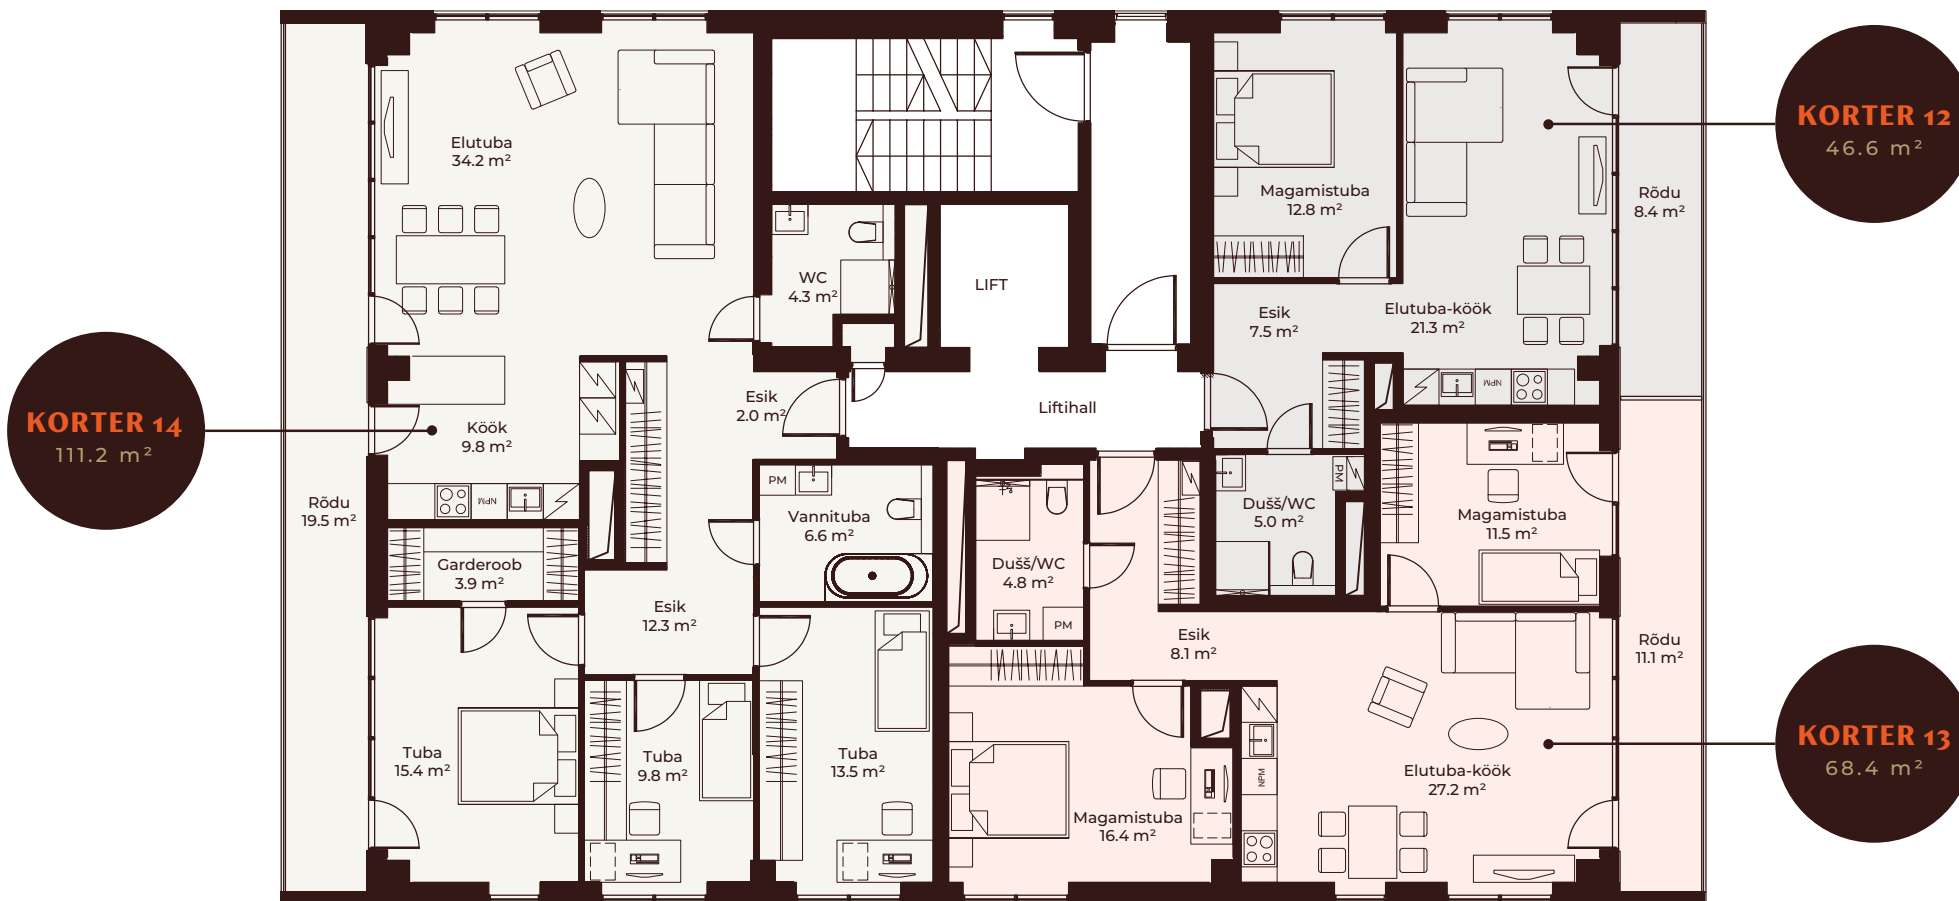 KORTER 12
46.6 m²
KORTER 14
111.2 m²
KORTER 13
68.4 m²
Elutuba
34.2 m²
WC
4.3 m²
LIFT
Magamistuba
12.8 m²
Rõdu
8.4 m²
Esik
7.5 m²
Elutuba-köök
21.3 m²
NPM
Esik
2.0 m²
Liftihall
Köök
9.8 m²
NPM
Rõdu
19.5 m²
PM
Vannituba
6.6 m²
Dušš/WC
4.8 m²
PM
Dušš/WC
5.0 m²
PM
Magamistuba
11.5 m²
Garderoob
3.9 m²
Esik
12.3 m²
Esik
8.1 m²
Rõdu
11.1 m²
Tuba
15.4 m²
Tuba
9.8 m²
Tuba
13.5 m²
Magamistuba
16.4 m²
NPM
Elutuba-köök
27.2 m²